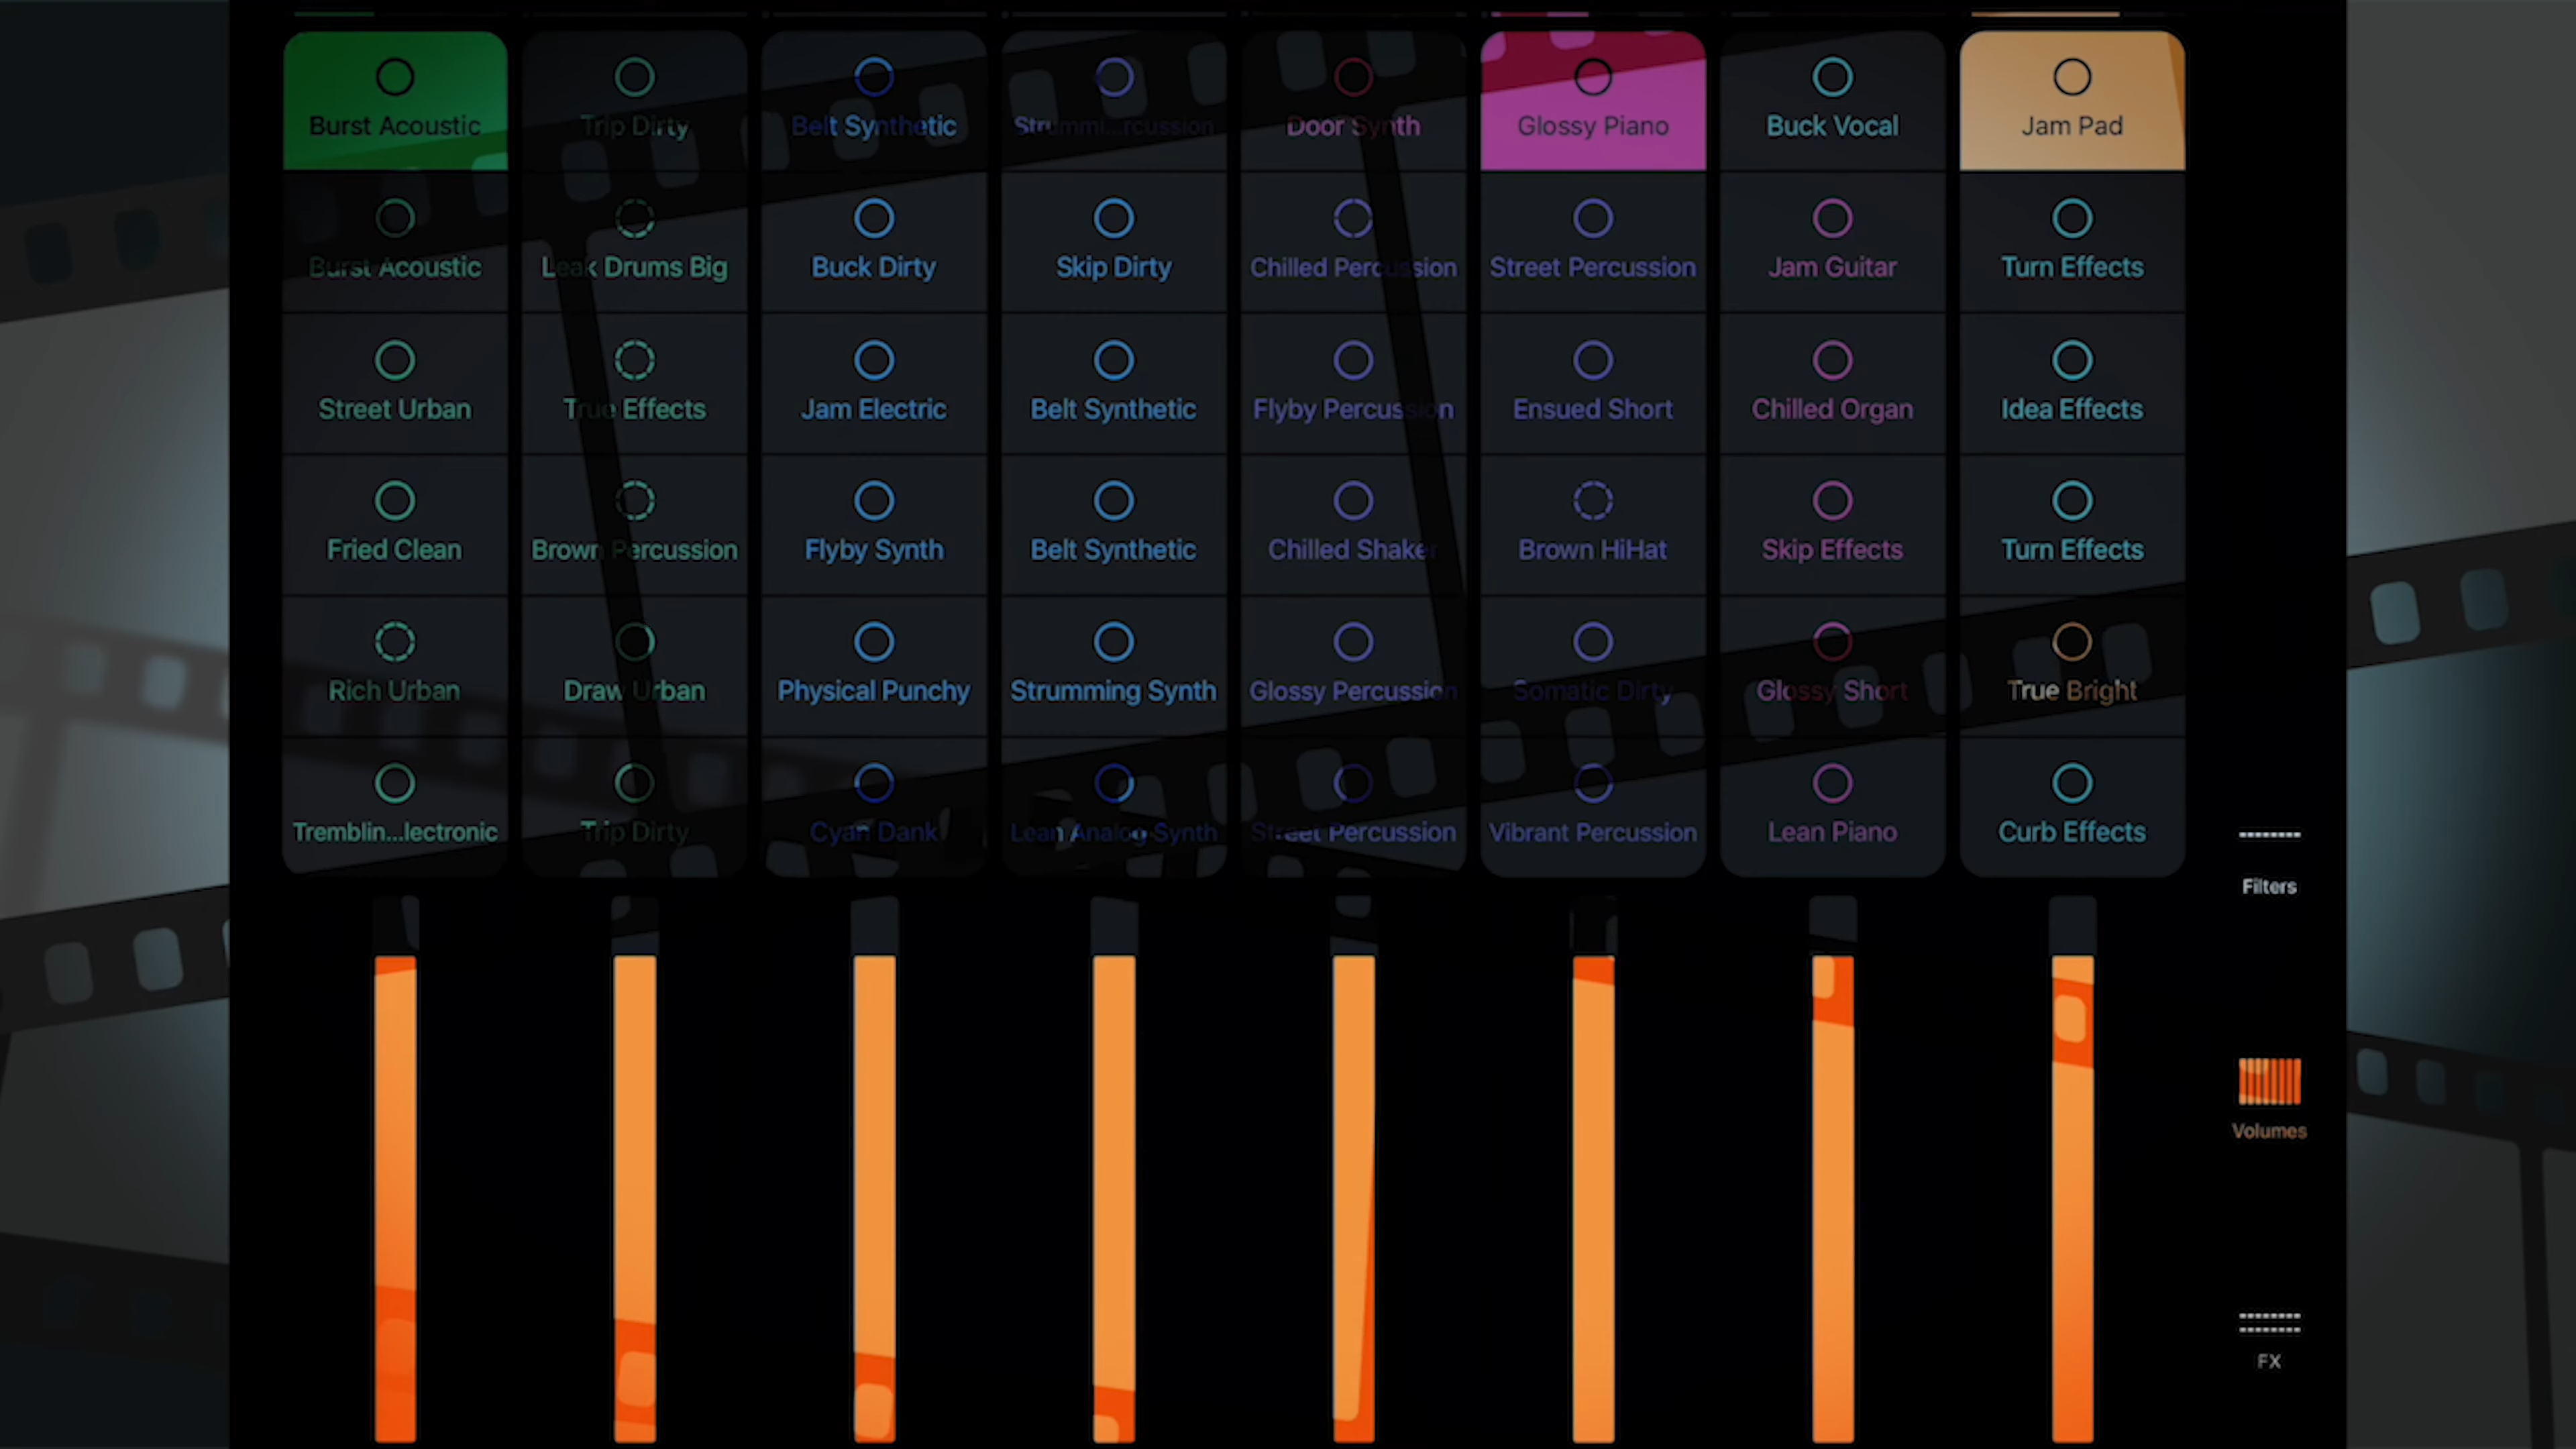 Burst Acoustic
Trip Dirty
Belt Synthetic
Strummi...rcussion
Door Synth
Glossy Piano
Buck Vocal
Jam Pad
Burst Acoustic
Leak Drums Big
Buck Dirty
Skip Dirty
Chilled Percussion
Street Percussion
Jam Guitar
Turn Effects
Street Urban
True Effects
Jam Electric
Belt Synthetic
Flyby Percussion
Ensued Short
Chilled Organ
Idea Effects
Fried Clean
Brown Percussion
Flyby Synth
Belt Synthetic
Chilled Shaker
Brown HiHat
Skip Effects
Turn Effects
Rich Urban
Draw Urban
Physical Punchy
Strumming Synth
Glossy Percussion
Somatic Dirty
Glossy Short
True Bright
Tremblin...lectronic
Trip Dirty
Cyan Dank
Lean Analog Synth
Street Percussion
Vibrant Percussion
Lean Piano
Curb Effects
Filters
Volumes
FX